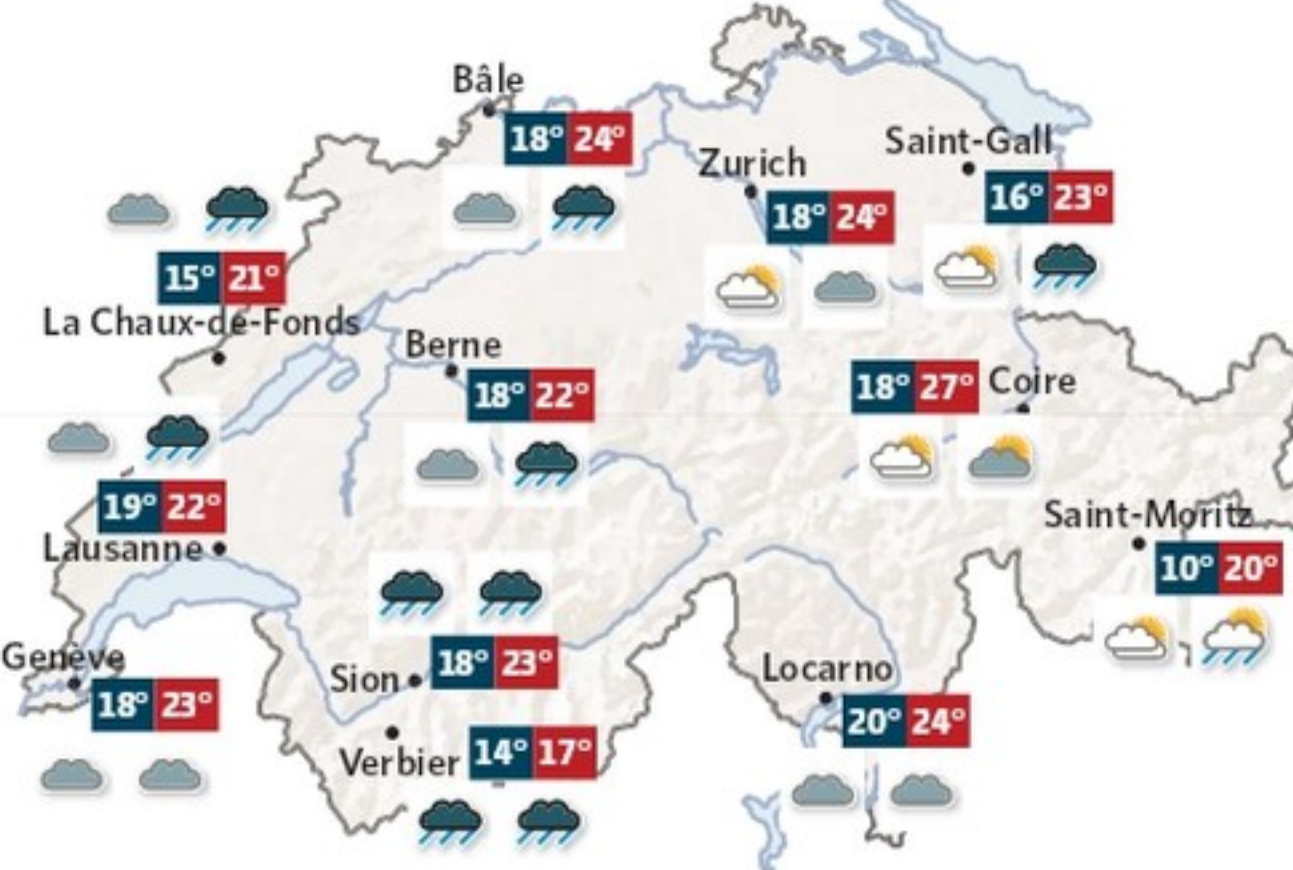 Bâle
18° 24°
Saint-Gall
16° 23°
Zurich
18° 24°
15° 21°
La Chaux-de-Fonds
Berne
18° 22°
18° 27° Coire
19° 22°
Lausanne
Saint-Moritz
10° 20°
Genève
18° 23°
Sion 18° 23°
Locarno
20° 24°
Verbier 14° 17°